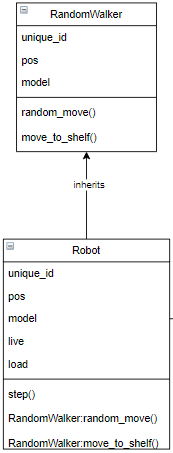 RandomWalker
unique_id
pos
model
random_move()
move_to_shelf()
inherits
Robot
unique_id
pos
model
live
load
step()
RandomWalker:random_move()
RandomWalker:move_to_shelf()